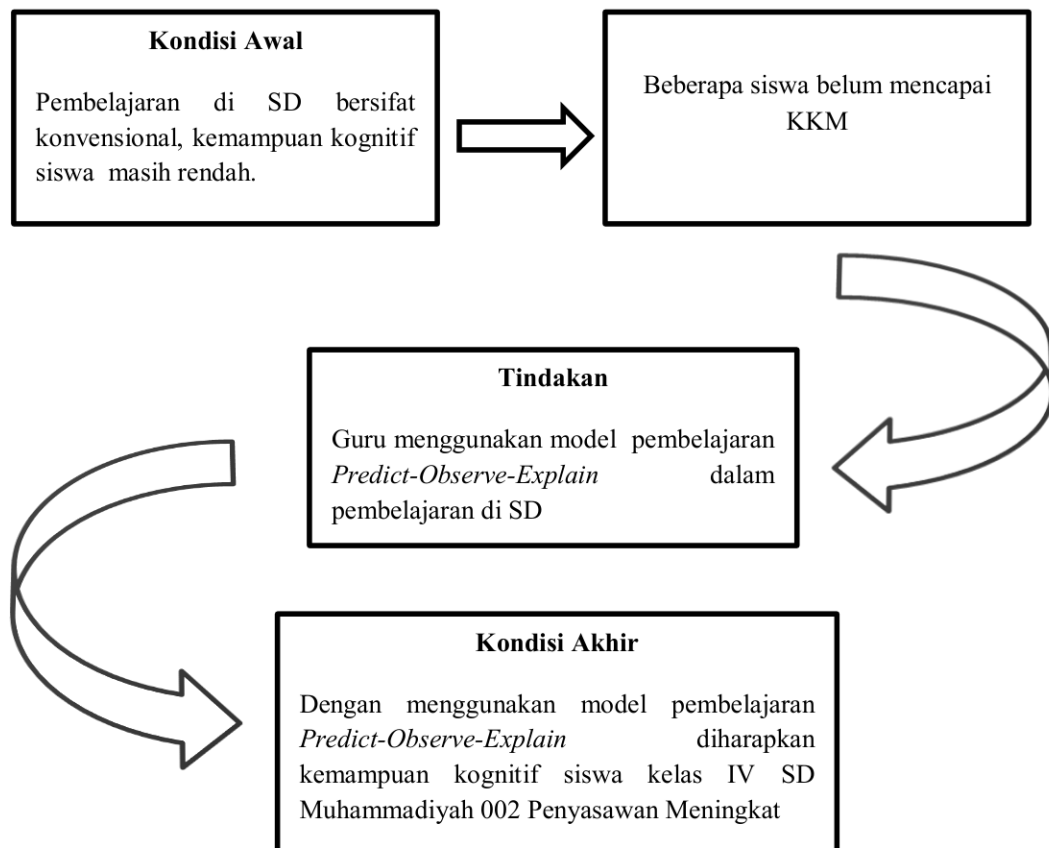 Kondisi Awal
Pembelajaran di SD bersifat
konvensional, kemampuan kognitif
siswa masih rendah.
Beberapa siswa belum mencapai
KKM
Tindakan
Guru menggunakan model pembelajaran
Predict-Observe-Explain dalam
pembelajaran di SD
Kondisi Akhir
Dengan menggunakan model pembelajaran
Predict-Observe-Explain diharapkan
kemampuan kognitif siswa kelas IV SD
Muhammadiyah 002 Penyasawan Meningkat